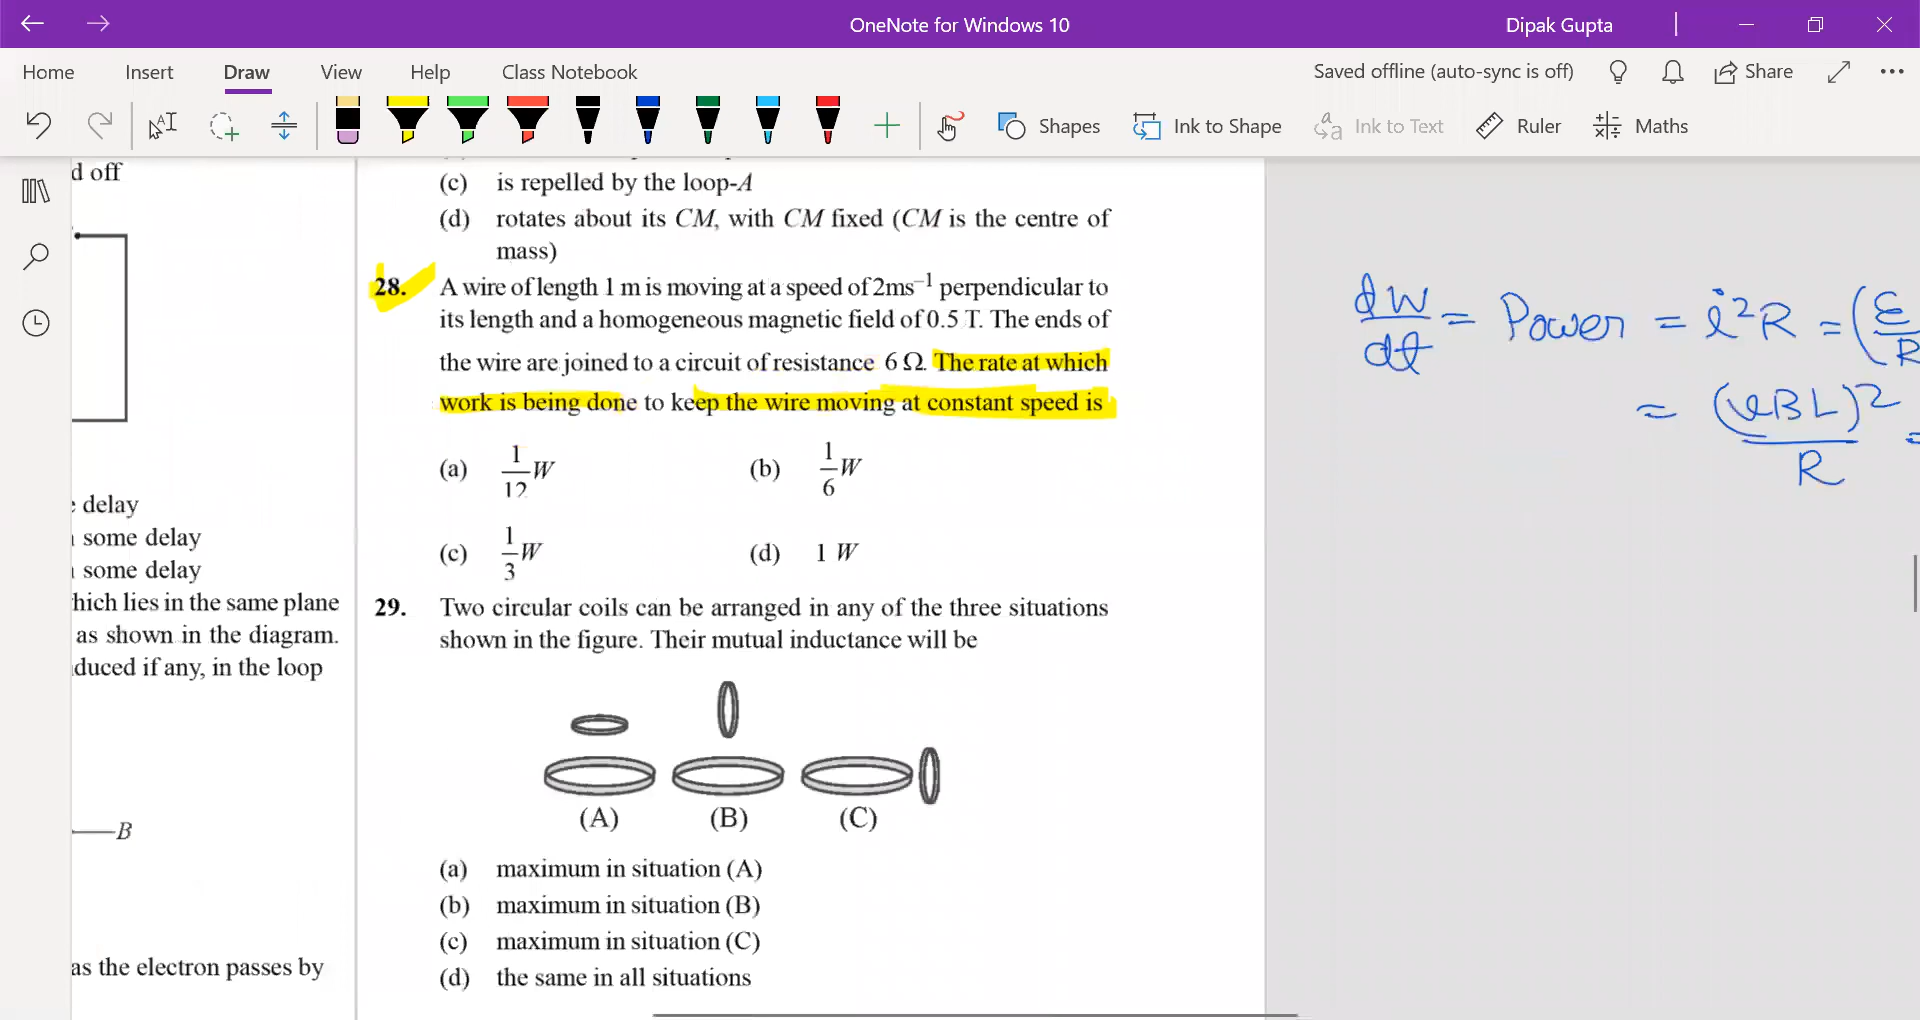 OneNote for Windows 10
Dipak Gupta
Home Insert Draw View Help Class Notebook
Saved offline (auto-sync is off) Share
Shapes Ink to Shape Ink to Text Ruler Maths
d off
(c) is repelled by the loop-A
(d) rotates about its CM, with CM fixed (CM is the centre of
mass)
28. A wire of length 1 m is moving at a speed of 2ms⁻¹ perpendicular to
its length and a homogeneous magnetic field of 0.5 T. The ends of
the wire are joined to a circuit of resistance 6 Ω. The rate at which
work is being done to keep the wire moving at constant speed is
(a) 1/12 W (b) 1/6 W
(c) 1/3 W (d) 1 W
29. Two circular coils can be arranged in any of the three situations
shown in the figure. Their mutual inductance will be
(A) (B) (C)
(a) maximum in situation (A)
(b) maximum in situation (B)
(c) maximum in situation (C)
(d) the same in all situations
delay
some delay
some delay
hich lies in the same plane
as shown in the diagram.
duced if any, in the loop
B
as the electron passes by
dW/dt = Power = i²R = (ε/R
= (vBL)²/R =